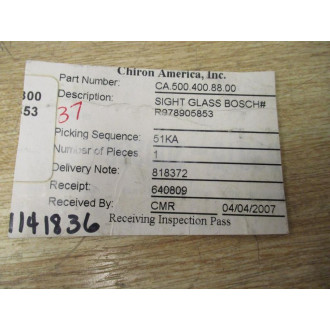 Chiron America, Inc.
Part Number: CA.500.400.88.00
Description: SIGHT GLASS BOSCH#
R978905853
300
53
37
Picking Sequence: 51KA
Number of Pieces 1
Delivery Note: 818372
Receipt: 640809
Received By: CMR 04/04/2007
1141836
Receiving Inspection Pass